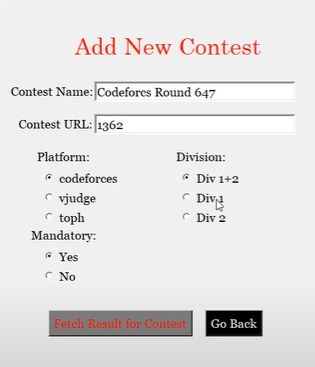 Add New Contest
Contest Name: Codeforcs Round 647
Contest URL: 1362
Platform: Division:
codeforces Div 1+2
vjudge Div 1
toph Div 2
Mandatory:
Yes
No
Fetch Result for Contest Go Back